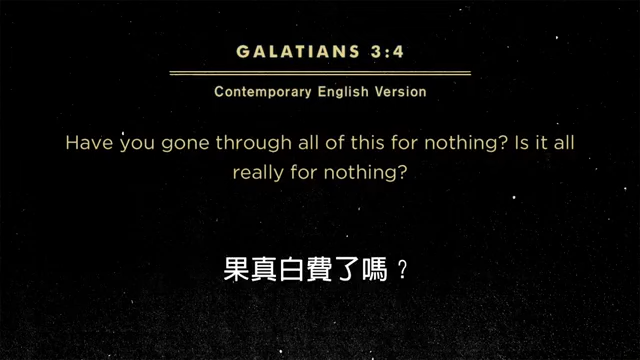 GALATIANS 3:4
Contemporary English Version
Have you gone through all of this for nothing? Is it all
really for nothing?
果真白費了嗎？